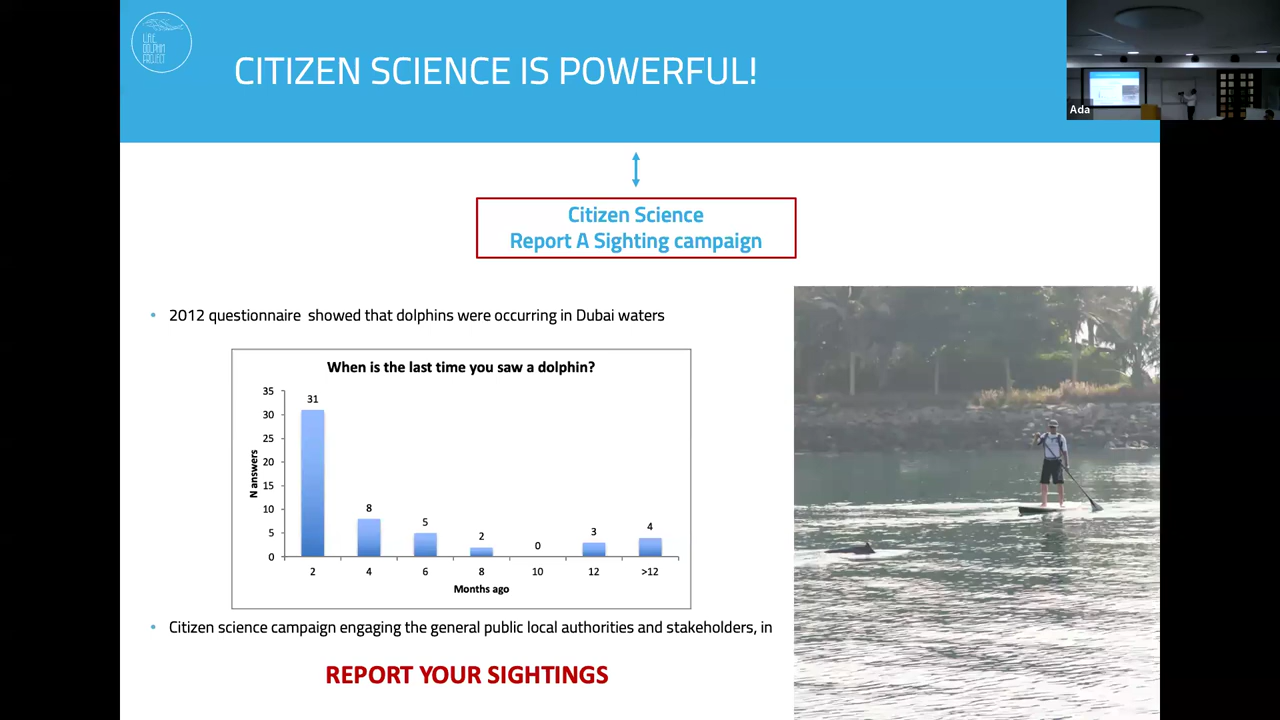 U.A.E.
DOLPHIN
PROJECT
CITIZEN SCIENCE IS POWERFUL!
Ada
Citizen Science
Report A Sighting campaign
• 2012 questionnaire showed that dolphins were occurring in Dubai waters
When is the last time you saw a dolphin?
N answers
35
30
25
20
15
10
5
0
31
8
5
2
0
3
4
2 4 6 8 10 12 >12
Months ago
• Citizen science campaign engaging the general public local authorities and stakeholders, in
REPORT YOUR SIGHTINGS